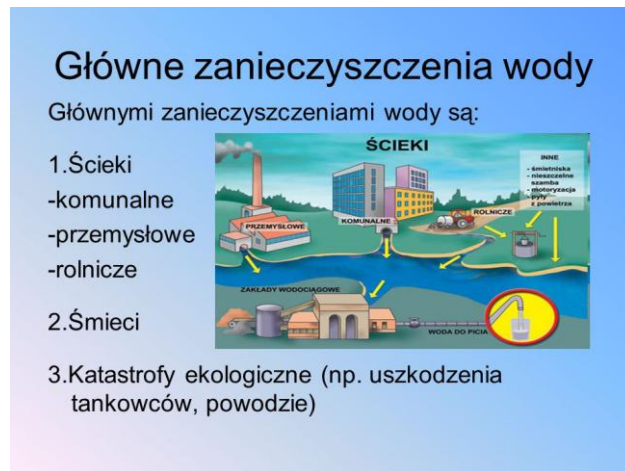 Główne zanieczyszczenia wody
Głównymi zanieczyszczeniami wody są:
1.Ścieki
-komunalne
-przemysłowe
-rolnicze
2.Śmieci
3.Katastrofy ekologiczne (np. uszkodzenia
tankowców, powodzie)
ŚCIEKI
INNE
- śmietniska
- nieszczelne
szamba
- motoryzacja
- pyły
z powietrza
ROLNICZE
KOMUNALNE
PRZEMYSŁOWE
ZAKŁADY WODOCIĄGOWE
WODA DO PICIA